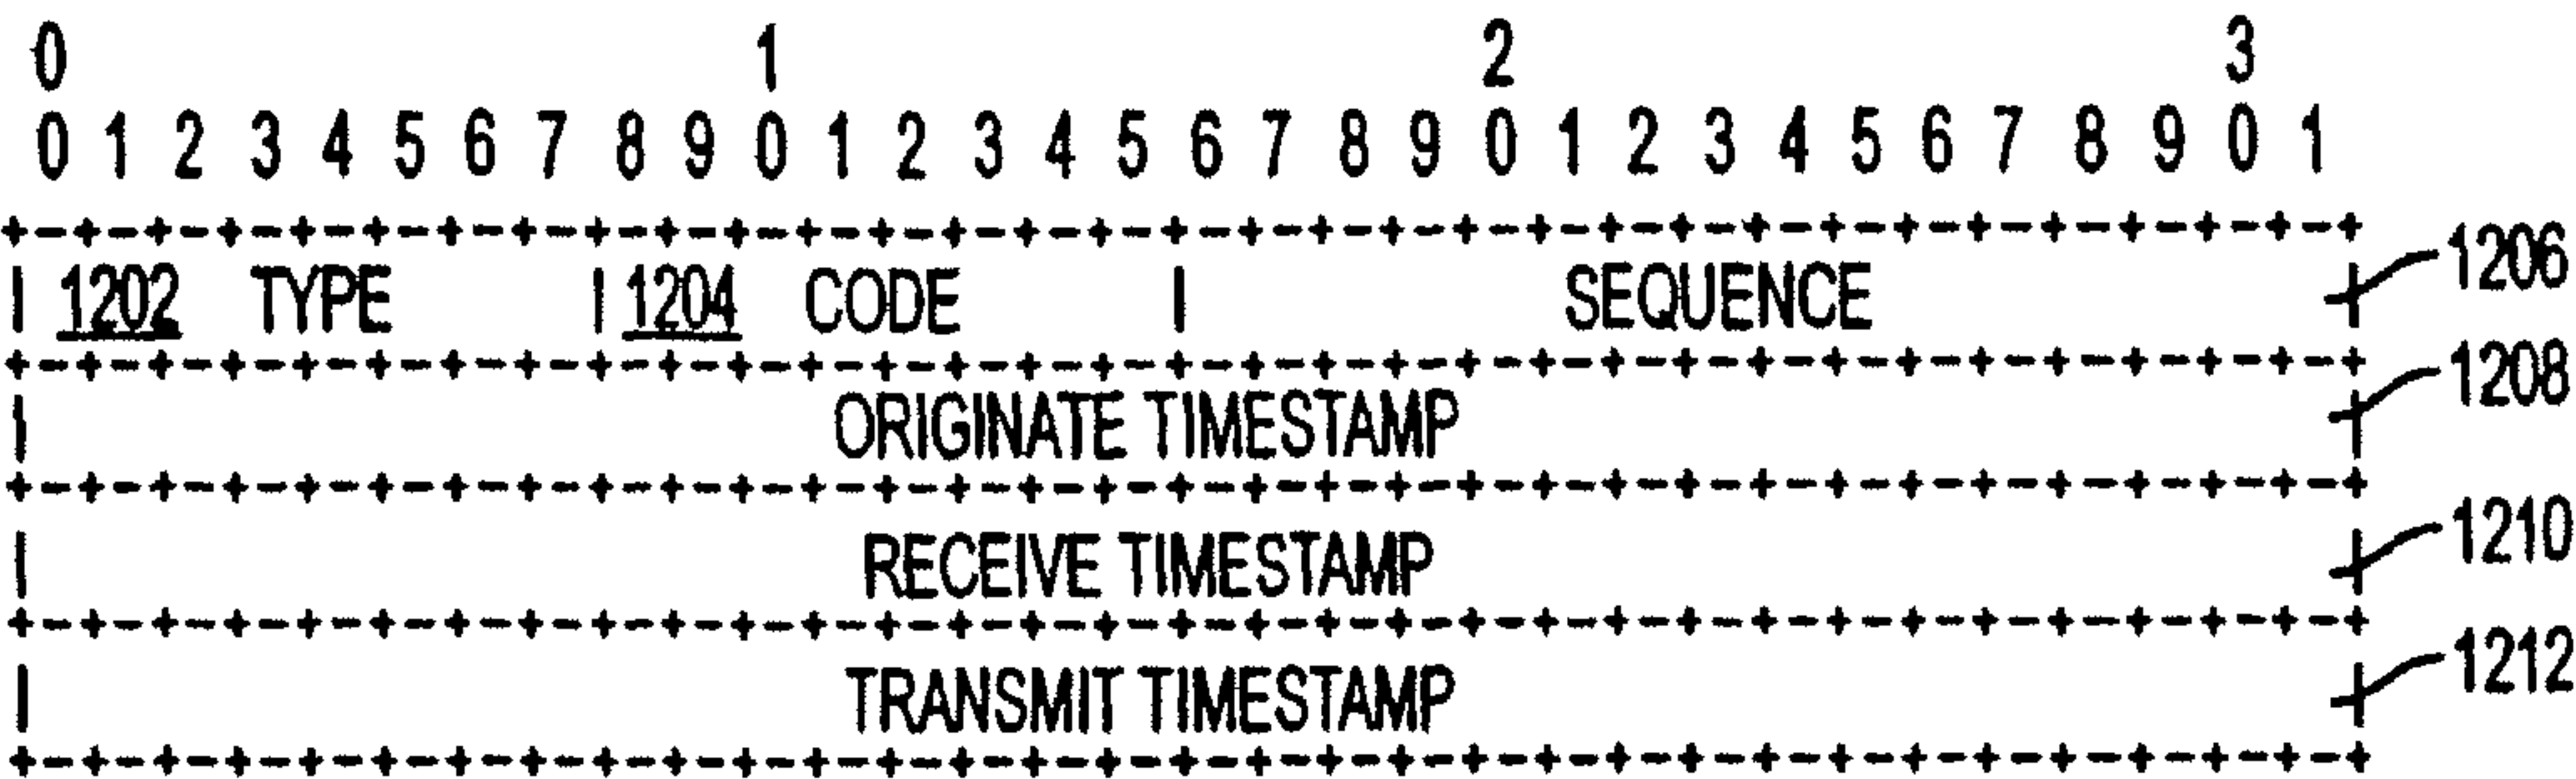 0 1 2 3
0 1 2 3 4 5 6 7 8 9 0 1 2 3 4 5 6 7 8 9 0 1 2 3 4 5 6 7 8 9 0 1
+-+-+-+-+-+-+-+-+-+-+-+-+-+-+-+-+-+-+-+-+-+-+-+-+-+-+-+-+-+-+-+-+
| 1202 TYPE | 1204 CODE | SEQUENCE | 1206
+-+-+-+-+-+-+-+-+-+-+-+-+-+-+-+-+-+-+-+-+-+-+-+-+-+-+-+-+-+-+-+-+
| ORIGINATE TIMESTAMP | 1208
+-+-+-+-+-+-+-+-+-+-+-+-+-+-+-+-+-+-+-+-+-+-+-+-+-+-+-+-+-+-+-+-+
| RECEIVE TIMESTAMP | 1210
+-+-+-+-+-+-+-+-+-+-+-+-+-+-+-+-+-+-+-+-+-+-+-+-+-+-+-+-+-+-+-+-+
| TRANSMIT TIMESTAMP | 1212
+-+-+-+-+-+-+-+-+-+-+-+-+-+-+-+-+-+-+-+-+-+-+-+-+-+-+-+-+-+-+-+-+